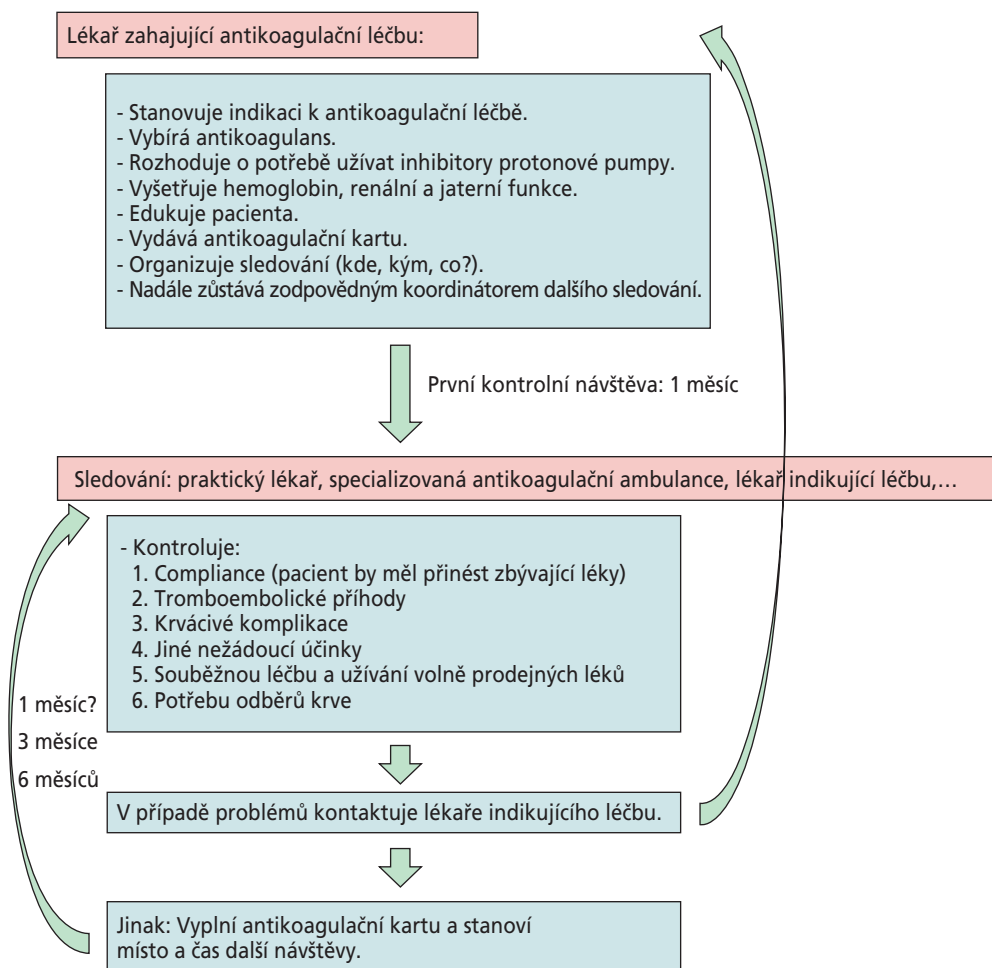 Lékař zahajující antikoagulační léčbu:
- Stanovuje indikaci k antikoagulační léčbě.
- Vybírá antikoagulans.
- Rozhoduje o potřebě užívat inhibitory protonové pumpy.
- Vyšetřuje hemoglobin, renální a jaterní funkce.
- Edukuje pacienta.
- Vydává antikoagulační kartu.
- Organizuje sledování (kde, kým, co?).
- Nadále zůstává zodpovědným koordinátorem dalšího sledování.
První kontrolní návštěva: 1 měsíc
Sledování: praktický lékař, specializovaná antikoagulační ambulance, lékař indikující léčbu,…
- Kontroluje:
1. Compliance (pacient by měl přinést zbývající léky)
2. Tromboembolické příhody
3. Krvácivé komplikace
4. Jiné nežádoucí účinky
5. Souběžnou léčbu a užívání volně prodejných léků
6. Potřebu odběrů krve
1 měsíc?
3 měsíce
6 měsíců
V případě problémů kontaktuje lékaře indikujícího léčbu.
Jinak: Vyplní antikoagulační kartu a stanoví
místo a čas další návštěvy.